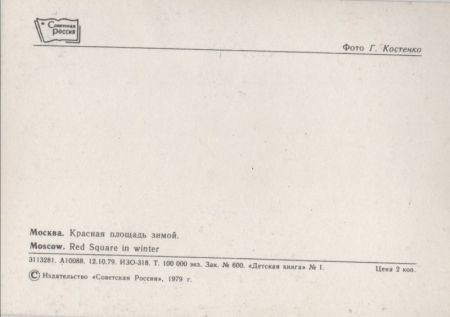 Советская
Россия
Фото Г. Костенко
Москва. Красная площадь зимой.
Moscow. Red Square in winter
3113281. А10088. 12.10.79. ИЗО-318. Т. 100 000 экз. Зак. № 600. «Детская книга» № 1. Цена 2 коп.
© Издательство «Советская Россия», 1979 г.